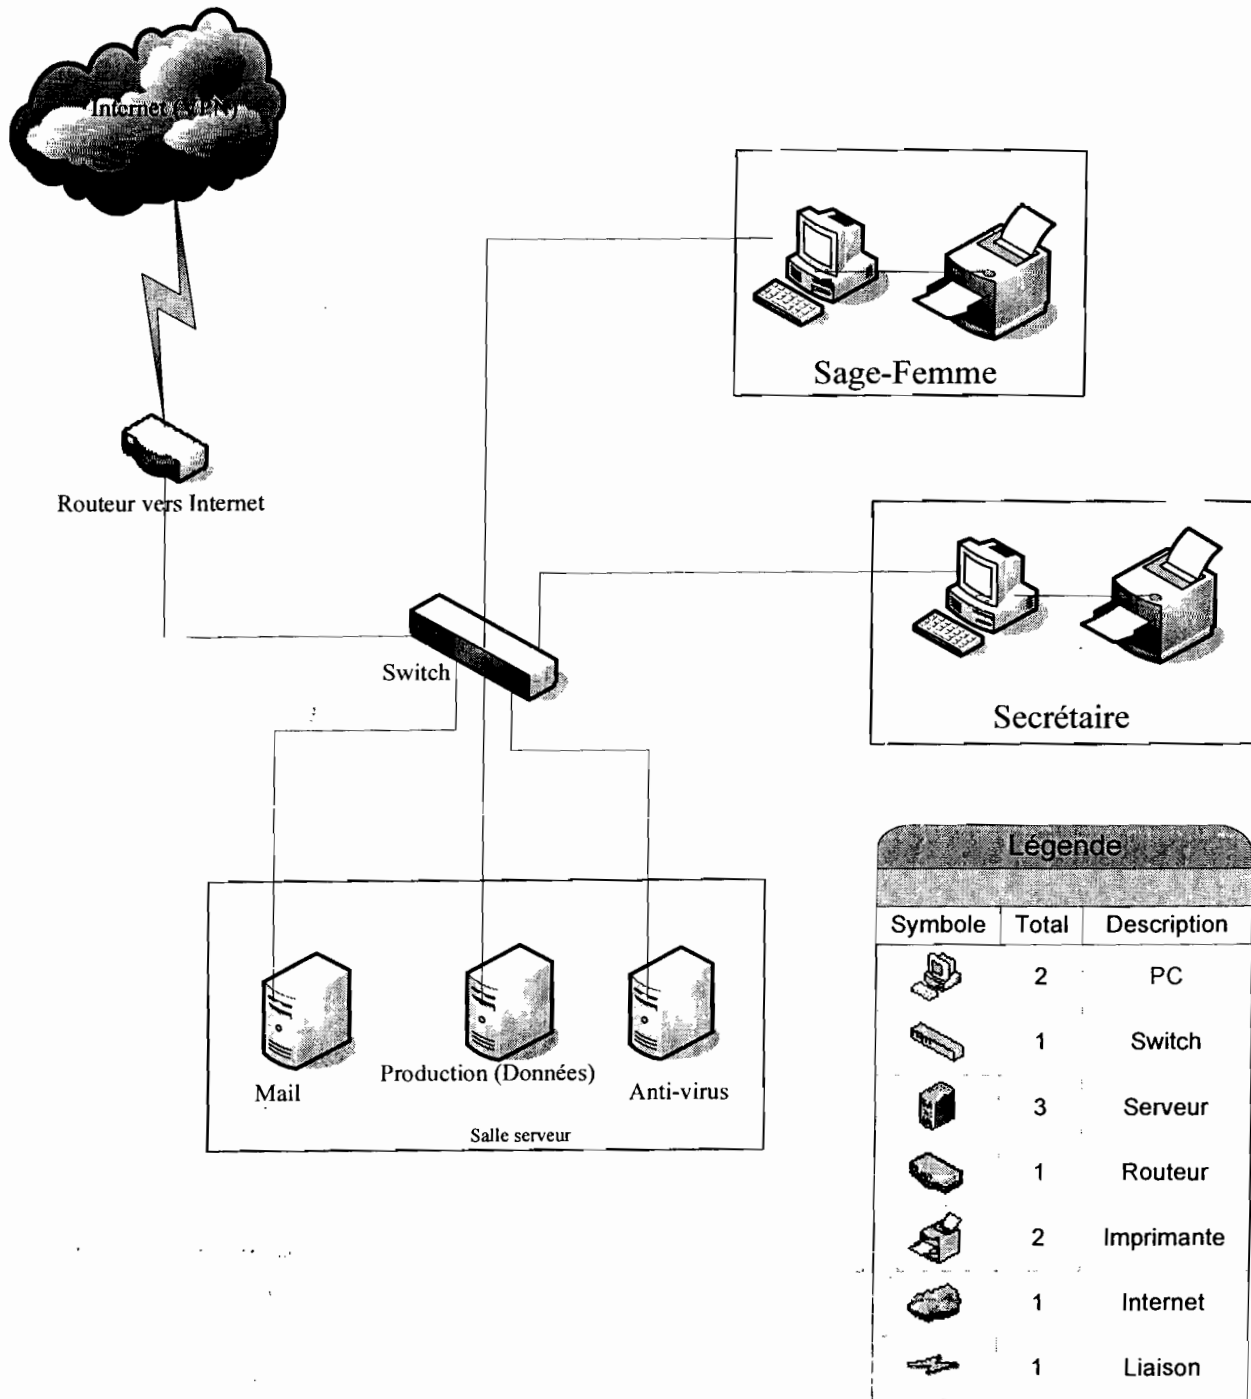 Internet (VPN)
Sage-Femme
Routeur vers Internet
Switch
Secrétaire
Mail
Production (Données)
Anti-virus
Salle serveur
Légende
Symbole Total Description
2 PC
1 Switch
3 Serveur
1 Routeur
2 Imprimante
1 Internet
1 Liaison